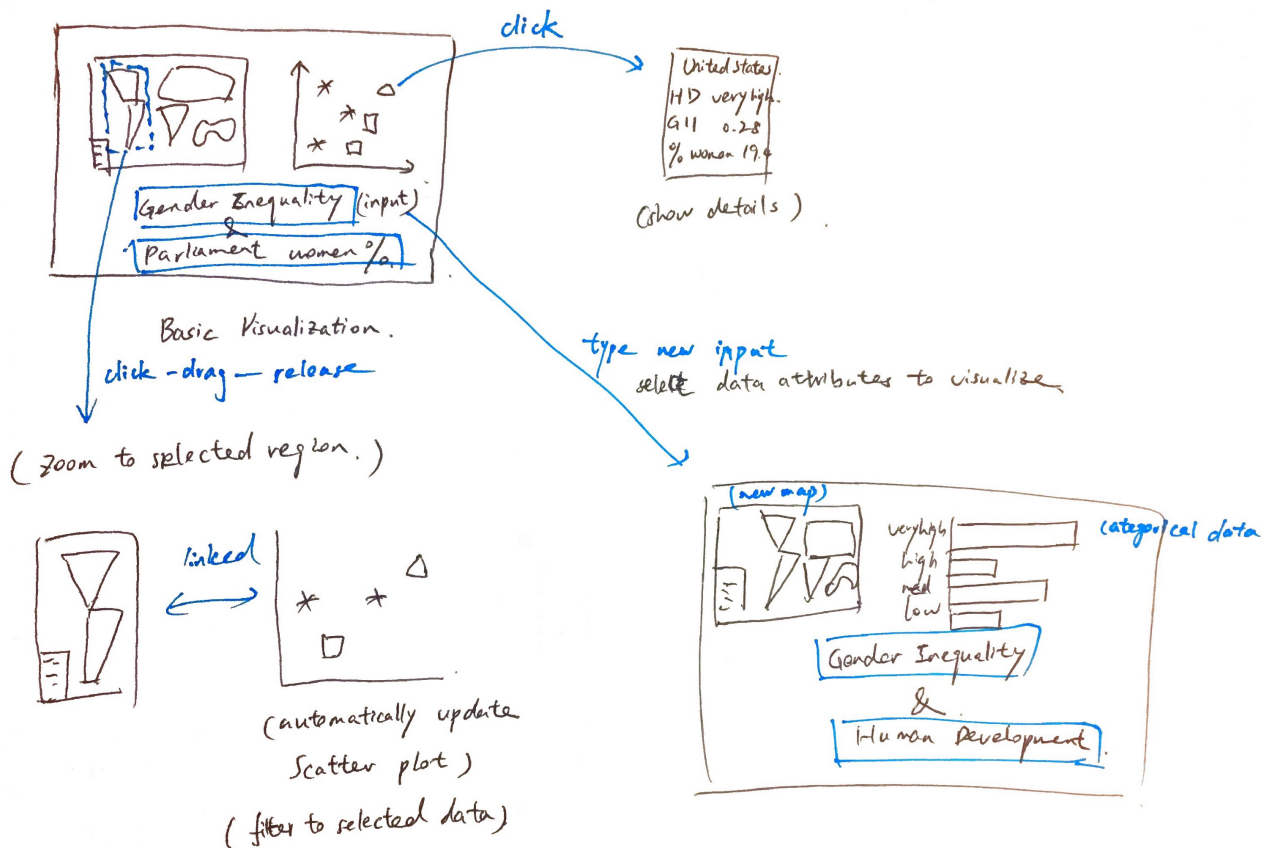 click
United States.
HD very high.
GII 0.28
% women 19.4
(show details)
Gender Inequality (input)
&
Parliament women %
Basic Visualization.
click-drag-release
(Zoom to selected region.)
type new input
select data attributes to visualize
linked
(automatically update
Scatter plot)
(filter to selected data)
(new map)
very high
high
med
low
categorical data
Gender Inequality
&
Human Development